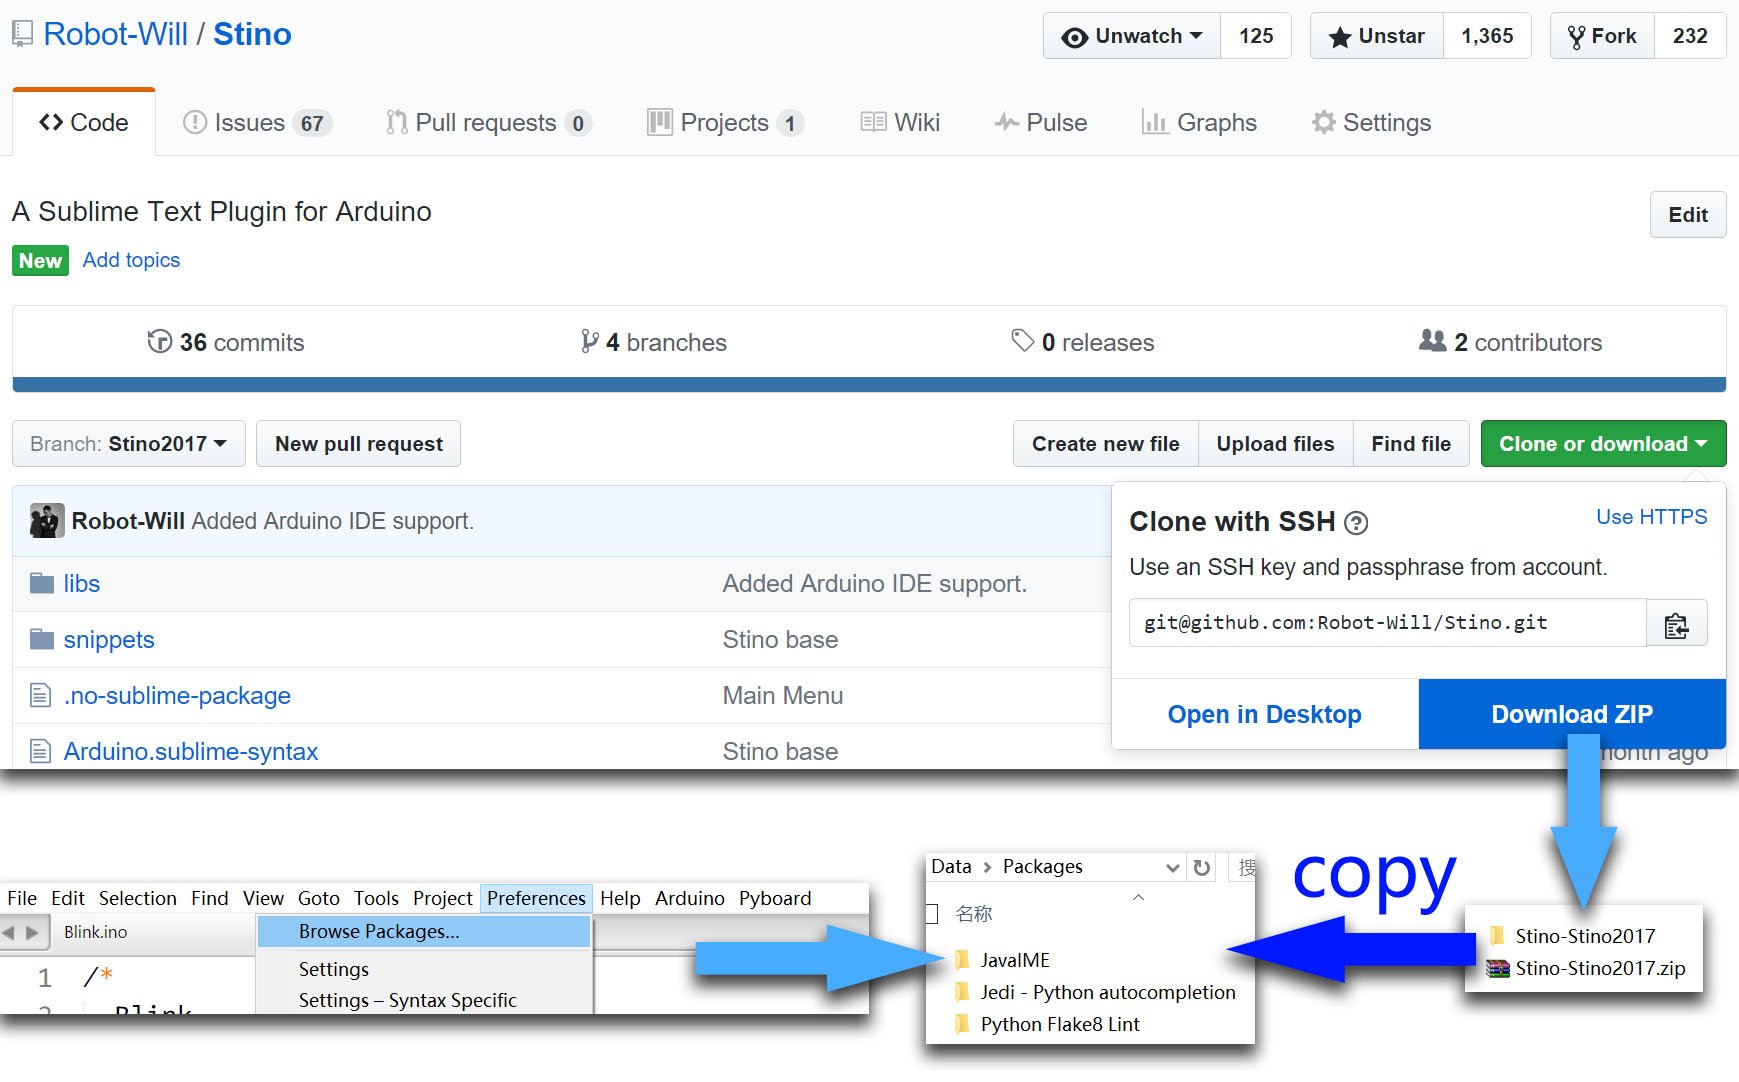 Robot-Will / Stino
Unwatch 125 Unstar 1,365 Fork 232
Code Issues 67 Pull requests 0 Projects 1 Wiki Pulse Graphs Settings
A Sublime Text Plugin for Arduino
Edit
New Add topics
36 commits 4 branches 0 releases 2 contributors
Branch: Stino2017 New pull request Create new file Upload files Find file Clone or download
Robot-Will Added Arduino IDE support.
Clone with SSH ? Use HTTPS
Use an SSH key and passphrase from account.
git@github.com:Robot-Will/Stino.git
Open in Desktop Download ZIP
libs Added Arduino IDE support.
snippets Stino base
.no-sublime-package Main Menu
Arduino.sublime-syntax Stino base month ago
copy
File Edit Selection Find View Goto Tools Project Preferences Help Arduino Pyboard
Blink.ino
Browse Packages...
Settings
Settings – Syntax Specific
1 /*
2 Blink
Data > Packages 搜
名称
JavaIME
Jedi - Python autocompletion
Python Flake8 Lint
Stino-Stino2017
Stino-Stino2017.zip